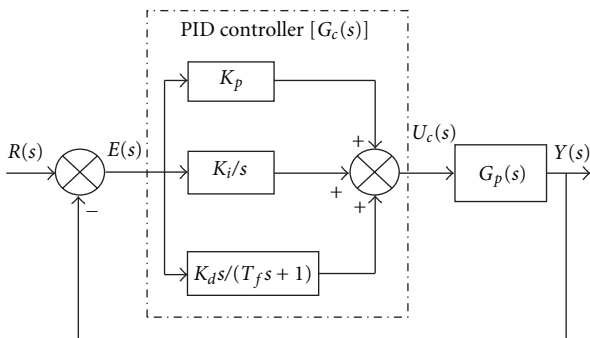 PID controller [G_c(s)]
K_p
R(s)
E(s)
K_i/s
+
+
+
U_c(s)
G_p(s)
Y(s)
−
K_d s/(T_f s + 1)